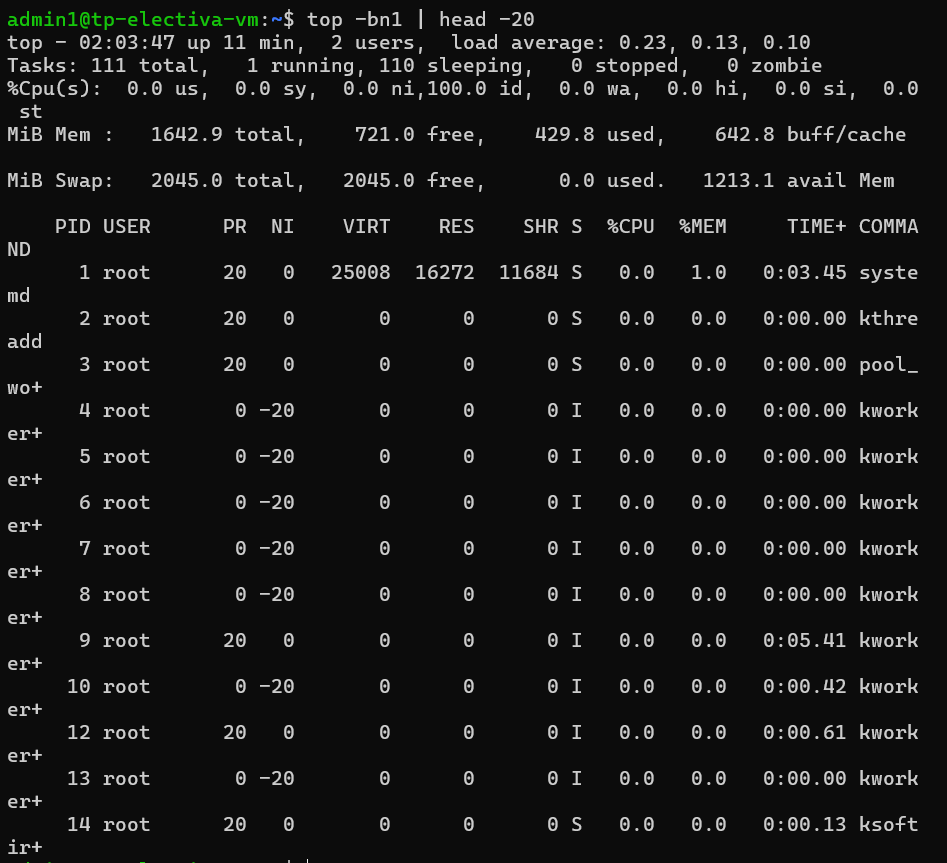 admin1@tp-electiva-vm:~$ top -bn1 | head -20
top - 02:03:47 up 11 min,  2 users,  load average: 0.23, 0.13, 0.10
Tasks: 111 total,   1 running, 110 sleeping,   0 stopped,   0 zombie
%Cpu(s):  0.0 us,  0.0 sy,  0.0 ni,100.0 id,  0.0 wa,  0.0 hi,  0.0 si,  0.0
 st
MiB Mem :   1642.9 total,    721.0 free,    429.8 used,    642.8 buff/cache
MiB Swap:   2045.0 total,   2045.0 free,      0.0 used.   1213.1 avail Mem
    PID USER      PR  NI    VIRT    RES    SHR S  %CPU  %MEM     TIME+ COMMA
ND
      1 root      20   0   25008  16272  11684 S   0.0   1.0   0:03.45 syste
md
      2 root      20   0       0      0      0 S   0.0   0.0   0:00.00 kthre
add
      3 root      20   0       0      0      0 S   0.0   0.0   0:00.00 pool_
wo+
      4 root       0 -20       0      0      0 I   0.0   0.0   0:00.00 kwork
er+
      5 root       0 -20       0      0      0 I   0.0   0.0   0:00.00 kwork
er+
      6 root       0 -20       0      0      0 I   0.0   0.0   0:00.00 kwork
er+
      7 root       0 -20       0      0      0 I   0.0   0.0   0:00.00 kwork
er+
      8 root       0 -20       0      0      0 I   0.0   0.0   0:00.00 kwork
er+
      9 root      20   0       0      0      0 I   0.0   0.0   0:05.41 kwork
er+
     10 root       0 -20       0      0      0 I   0.0   0.0   0:00.42 kwork
er+
     12 root      20   0       0      0      0 I   0.0   0.0   0:00.61 kwork
er+
     13 root       0 -20       0      0      0 I   0.0   0.0   0:00.00 kwork
er+
     14 root      20   0       0      0      0 S   0.0   0.0   0:00.13 ksoft
ir+